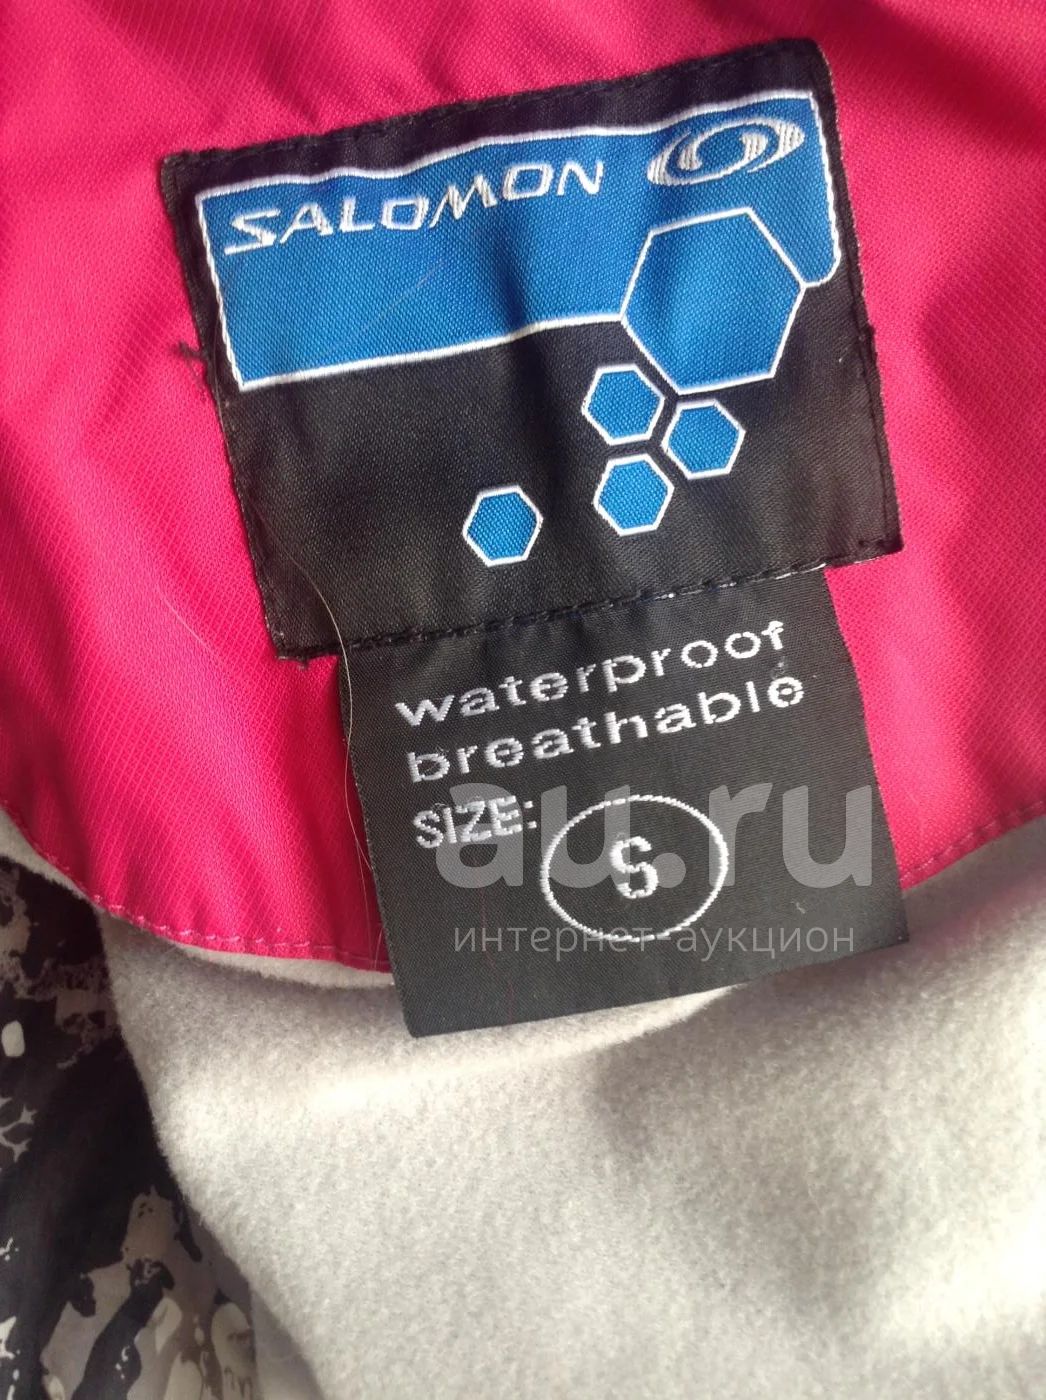 SALOMON
waterproof
breathable
SIZE: S
au.ru
интернет-аукцион